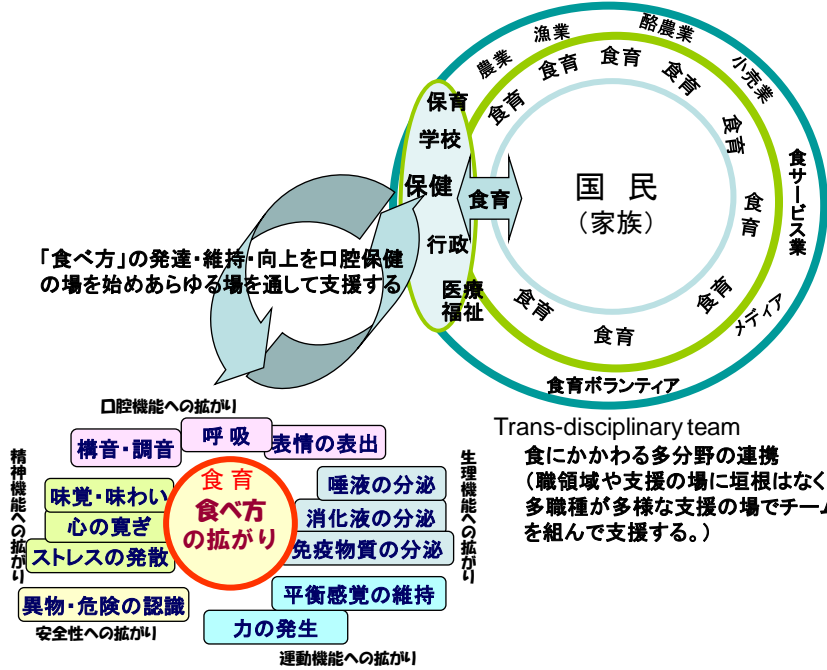 農業
漁業
酪農業
小売業
食サービス業
メディア
食育ボランティア
食育
食育
食育
食育
食育
食育
食育
食育
食育
保育
学校
保健
行政
医療
福祉
食育
国 民
（家族）
「食べ方」の発達・維持・向上を口腔保健
の場を始めあらゆる場を通して支援する
Trans-disciplinary team
食にかかわる多分野の連携
（職領域や支援の場に垣根はなく
多職種が多様な支援の場でチーム
を組んで支援する。）
口腔機能への拡がり
構音・調音
呼 吸
表情の表出
精神機能への拡がり
味覚・味わい
心の寛ぎ
ストレスの発散
食 育
食べ方
の拡がり
生理機能への拡がり
唾液の分泌
消化液の分泌
免疫物質の分泌
異物・危険の認識
安全性への拡がり
平衡感覚の維持
力の発生
運動機能への拡がり